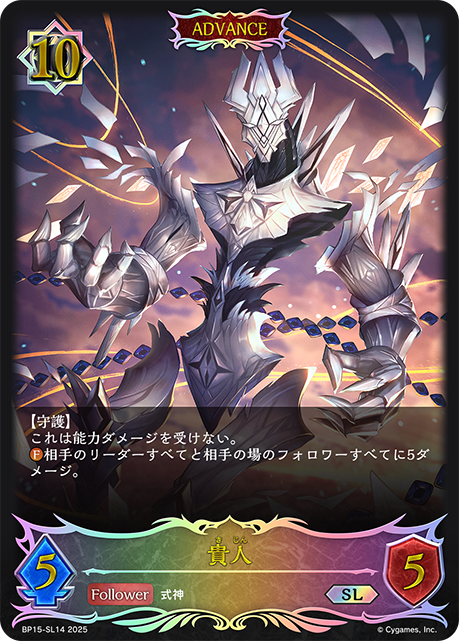 ADVANCE
10
【守護】
これは能力ダメージを受けない。
F相手のリーダーすべてと相手の場のフォロワーすべてに5ダ
メージ。
きじん
貴人
5
5
Follower 式神
SL
BP15-SL14 2025
© Cygames, Inc.